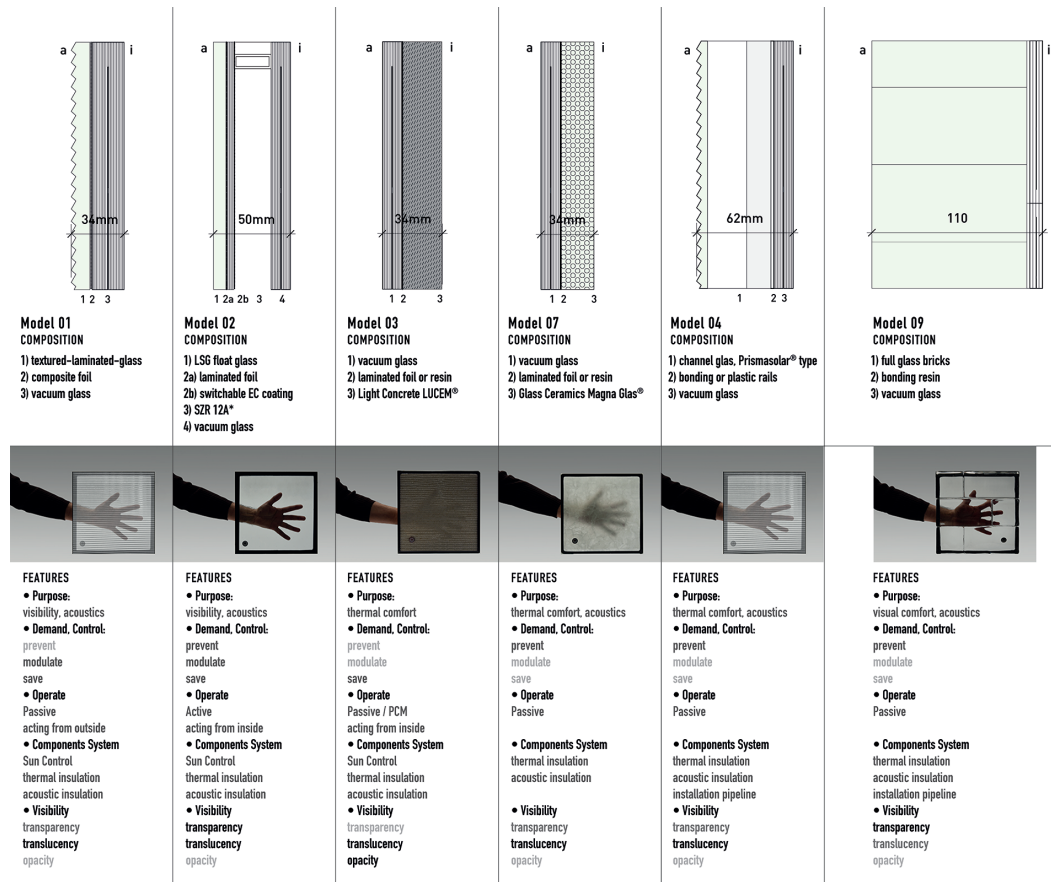 a
i
34mm
1 2 3
Model 01
COMPOSITION
1) textured-laminated-glass
2) composite foil
3) vacuum glass
FEATURES
• Purpose:
visibility, acoustics
• Demand, Control:
prevent
modulate
save
• Operate
Passive
acting from outside
• Components System
Sun Control
thermal insulation
acoustic insulation
• Visibility
transparency
translucency
opacity
a
i
50mm
1 2a 2b 3 4
Model 02
COMPOSITION
1) LSG float glass
2a) laminated foil
2b) switchable EC coating
3) SZR 12A*
4) vacuum glass
FEATURES
• Purpose:
visibility, acoustics
• Demand, Control:
prevent
modulate
save
• Operate
Active
acting from inside
• Components System
Sun Control
thermal insulation
acoustic insulation
• Visibility
transparency
translucency
opacity
a
i
34mm
1 2 3
Model 03
COMPOSITION
1) vacuum glass
2) laminated foil or resin
3) Light Concrete LUCEM®
FEATURES
• Purpose:
thermal comfort
• Demand, Control:
prevent
modulate
save
• Operate
Passive / PCM
acting from inside
• Components System
Sun Control
thermal insulation
acoustic insulation
• Visibility
transparency
translucency
opacity
a
i
34mm
1 2 3
Model 07
COMPOSITION
1) vacuum glass
2) laminated foil or resin
3) Glass Ceramics Magna Glas®
FEATURES
• Purpose:
thermal comfort, acoustics
• Demand, Control:
prevent
modulate
save
• Operate
Passive
• Components System
thermal insulation
acoustic insulation
• Visibility
transparency
translucency
opacity
a
i
62mm
1 2 3
Model 04
COMPOSITION
1) channel glas, Prismasolar® type
2) bonding or plastic rails
3) vacuum glass
FEATURES
• Purpose:
thermal comfort, acoustics
• Demand, Control:
prevent
modulate
save
• Operate
Passive
• Components System
thermal insulation
acoustic insulation
installation pipeline
• Visibility
transparency
translucency
opacity
a
i
110
Model 09
COMPOSITION
1) full glass bricks
2) bonding resin
3) vacuum glass
FEATURES
• Purpose:
visual comfort, acoustics
• Demand, Control:
prevent
modulate
save
• Operate
Passive
• Components System
thermal insulation
acoustic insulation
installation pipeline
• Visibility
transparency
translucency
opacity